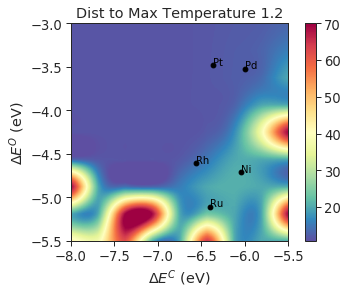 Dist to Max Temperature 1.2
ΔE^O (eV)
−3.0
−3.5
−4.0
−4.5
−5.0
−5.5
Pt
Pd
Rh
Ni
Ru
−8.0 −7.5 −7.0 −6.5 −6.0 −5.5
ΔE^C (eV)
70
60
50
40
30
20